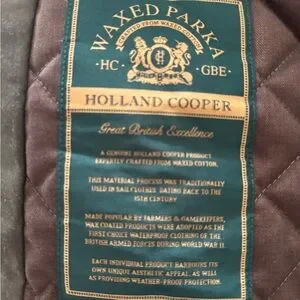 WAXED PARKA
CRAFTED FROM WAXED COTTON
HC GBE
HOLLAND COOPER
Great British Excellence
A GENUINE HOLLAND COOPER PRODUCT
EXPERTLY CRAFTED FROM WAXED COTTON.
THIS MATERIAL PROCESS WAS TRADITIONALLY
USED IN SAIL CLOTHES DATING BACK TO THE
15TH CENTURY
MADE POPULAR BY FARMERS & GAMEKEEPERS,
WAX COATED PRODUCTS WERE ADOPTED AS THE
FIRST CHOICE WATERPROOF CLOTHING OF THE
BRITISH ARMED FORCES DURING WORLD WAR II.
EACH INDIVIDUAL PRODUCT HARBOURS ITS
OWN UNIQUE AESTHETIC APPEAL, AS WELL
AS PROVIDING WEATHER-PROOF PROTECTION.